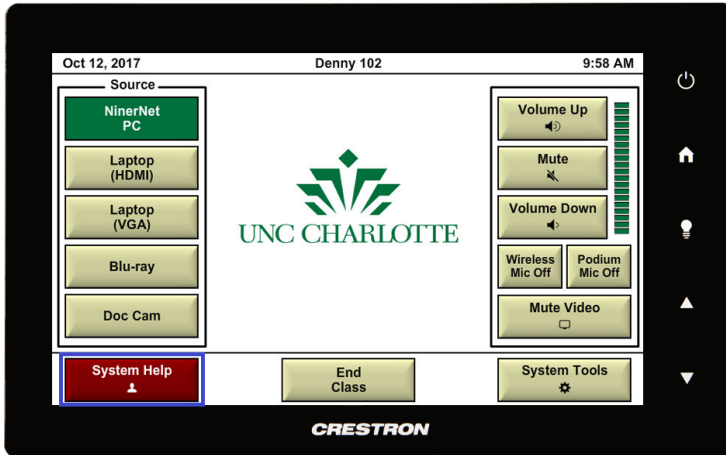 Oct 12, 2017 Denny 102 9:58 AM
Source
NinerNet
PC
Laptop
(HDMI)
Laptop
(VGA)
Blu-ray
Doc Cam
UNC CHARLOTTE
Volume Up
Mute
Volume Down
Wireless
Mic Off
Podium
Mic Off
Mute Video
System Help
End
Class
System Tools
CRESTRON